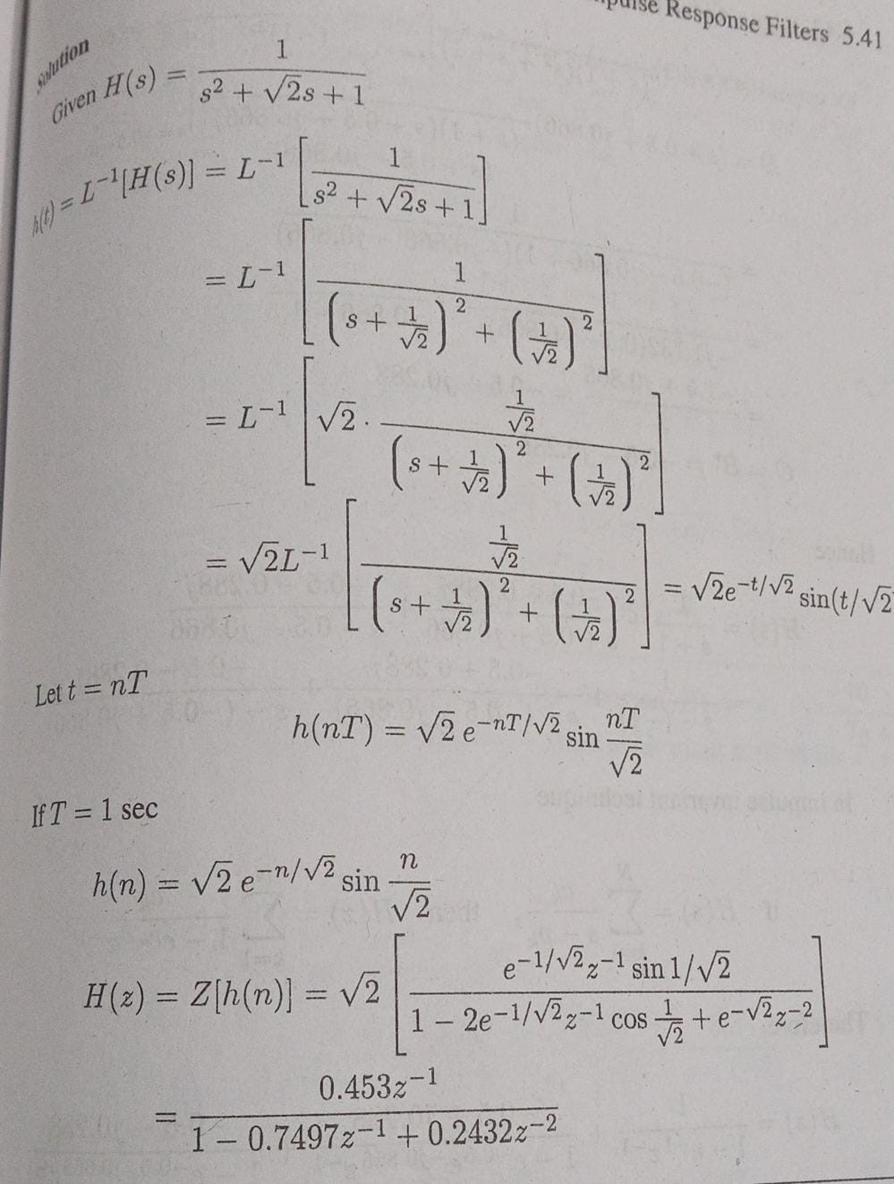 Response Filters 5.41
Solution
Given H(s) = 1 / (s² + √2s + 1)
h(t) = L⁻¹[H(s)] = L⁻¹ [1 / (s² + √2s + 1)]
= L⁻¹ [1 / ((s + 1/√2)² + (1/√2)²)]
= L⁻¹ [√2 · (1/√2) / ((s + 1/√2)² + (1/√2)²)]
= √2L⁻¹ [(1/√2) / ((s + 1/√2)² + (1/√2)²)] = √2e^(−t/√2) sin(t/√2
Let t = nT
h(nT) = √2 e^(−nT/√2) sin nT/√2
If T = 1 sec
h(n) = √2 e^(−n/√2) sin n/√2
H(z) = Z[h(n)] = √2 [e^(−1/√2)z⁻¹ sin 1/√2 / (1 − 2e^(−1/√2)z⁻¹ cos 1/√2 + e^(−√2)z⁻²)]
= 0.453z⁻¹ / (1 − 0.7497z⁻¹ + 0.2432z⁻²)